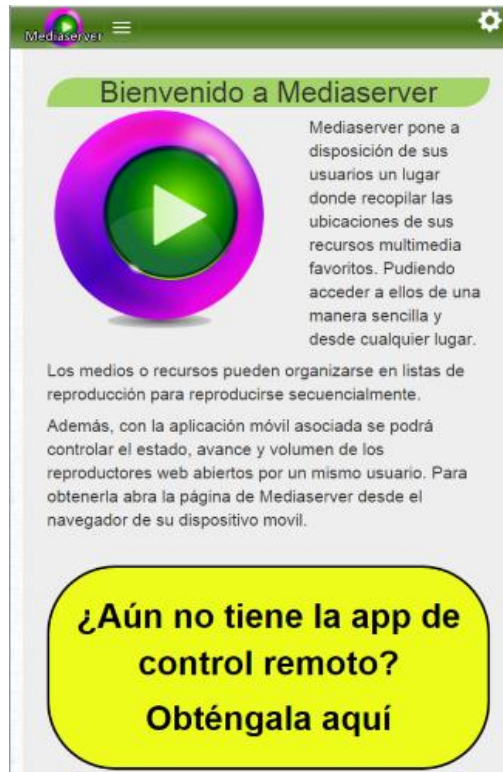 Mediaserver
Bienvenido a Mediaserver
Mediaserver pone a
disposición de sus
usuarios un lugar
donde recopilar las
ubicaciones de sus
recursos multimedia
favoritos. Pudiendo
acceder a ellos de una
manera sencilla y
desde cualquier lugar.
Los medios o recursos pueden organizarse en listas de
reproducción para reproducirse secuencialmente.
Además, con la aplicación móvil asociada se podrá
controlar el estado, avance y volumen de los
reproductores web abiertos por un mismo usuario. Para
obtenerla abra la página de Mediaserver desde el
navegador de su dispositivo movil.
¿Aún no tiene la app de
control remoto?
Obténgala aquí